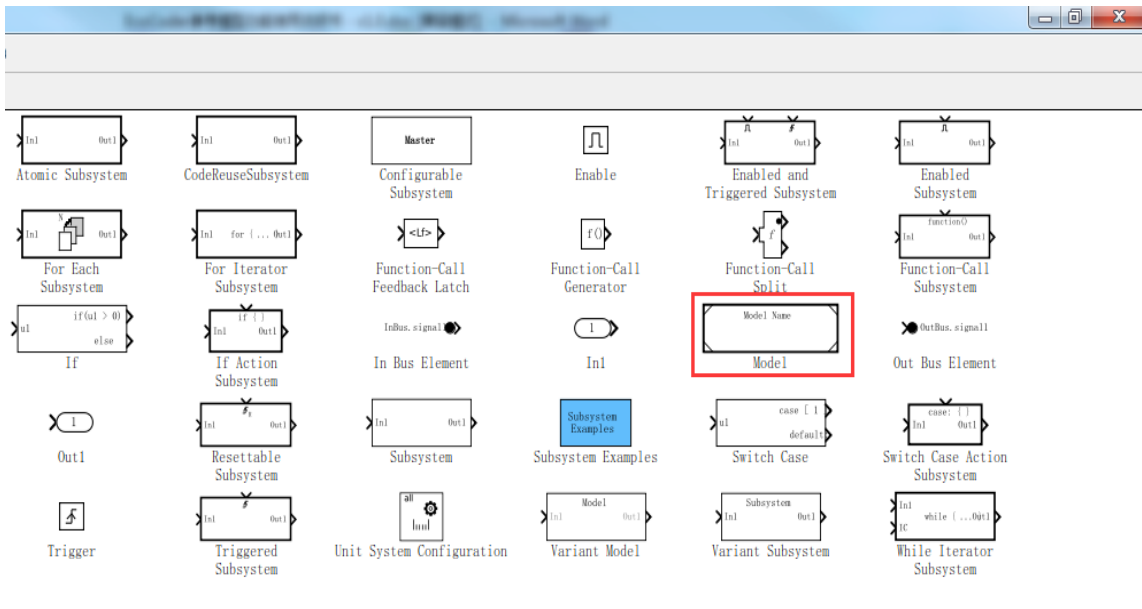 In1 Out1
Atomic Subsystem
In1 Out1
CodeReuseSubsystem
Master
Configurable
Subsystem
Enable
In1 Out1
Enabled and
Triggered Subsystem
In1 Out1
Enabled
Subsystem
N
In1 Out1
For Each
Subsystem
In1 for { ... Out1
For Iterator
Subsystem
<Lf>
Function-Call
Feedback Latch
f()
Function-Call
Generator
f
Function-Call
Split
function()
In1 Out1
Function-Call
Subsystem
if(u1 > 0)
u1
else
If
if { }
In1 Out1
If Action
Subsystem
InBus.signal1
In Bus Element
1
In1
Model Name
Model
OutBus.signal1
Out Bus Element
1
Out1
In1 Out1
Resettable
Subsystem
In1 Out1
Subsystem
Subsystem
Examples
Subsystem Examples
case [ 1 ]
u1
default
Switch Case
case: { }
In1 Out1
Switch Case Action
Subsystem
Trigger
In1 Out1
Triggered
Subsystem
all
Unit System Configuration
Model
In1 Out1
Variant Model
Subsystem
In1 Out1
Variant Subsystem
In1
while { ...Out1
IC
While Iterator
Subsystem